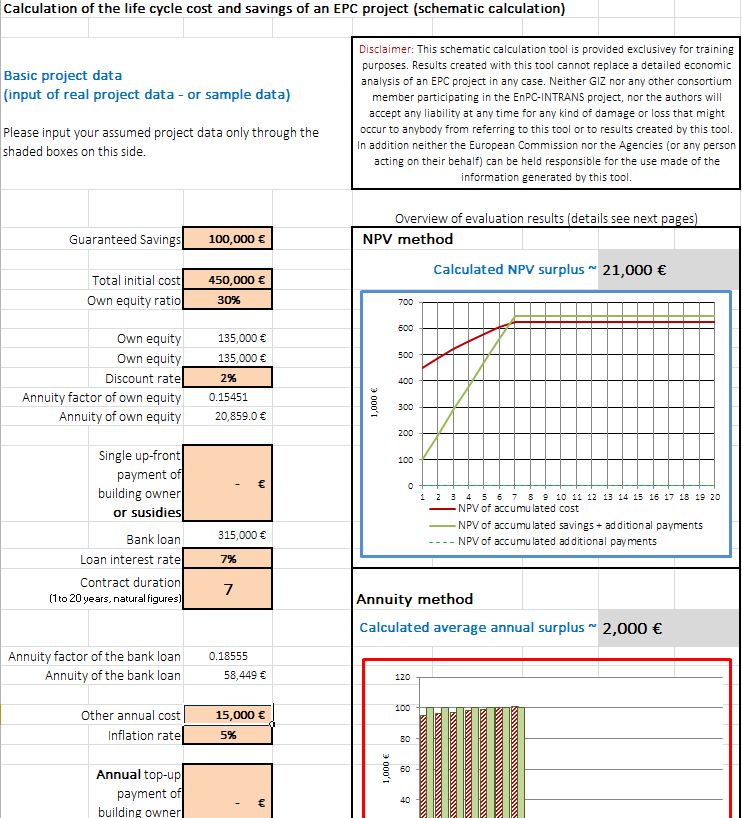 Calculation of the life cycle cost and savings of an EPC project (schematic calculation)
Basic project data
(input of real project data - or sample data)
Please input your assumed project data only through the
shaded boxes on this side.
Disclaimer: This schematic calculation tool is provided exclusivey for training
purposes. Results created with this tool cannot replace a detailed economic
analysis of an EPC project in any case. Neither GIZ nor any other consortium
member participating in the EnPC-INTRANS project, nor the authors will
accept any liability at any time for any kind of damage or loss that might
occur to anybody from referring to this tool or to results created by this tool.
In addition neither the European Commission nor the Agencies (or any person
acting on their behalf) can be held responsible for the use made of the
information generated by this tool.
Overview of evaluation results (details see next pages)
Guaranteed Savings 100,000 €
Total initial cost 450,000 €
Own equity ratio 30%
Own equity 135,000 €
Own equity 135,000 €
Discount rate 2%
Annuity factor of own equity 0.15451
Annuity of own equity 20,859.0 €
Single up-front
payment of
building owner
or susidies
- €
Bank loan 315,000 €
Loan interest rate 7%
Contract duration
(1 to 20 years, natural figures)
7
Annuity factor of the bank loan 0.18555
Annuity of the bank loan 58,449 €
Other annual cost 15,000 €
Inflation rate 5%
Annual top-up
payment of
building owner
- €
NPV method
Calculated NPV surplus ~ 21,000 €
700
600
500
400
300
200
100
0
1,000 €
1 2 3 4 5 6 7 8 9 10 11 12 13 14 15 16 17 18 19 20
NPV of accumulated cost
NPV of accumulated savings + additional payments
NPV of accumulated additional payments
Annuity method
Calculated average annual surplus ~ 2,000 €
120
100
80
60
40
1,000 €